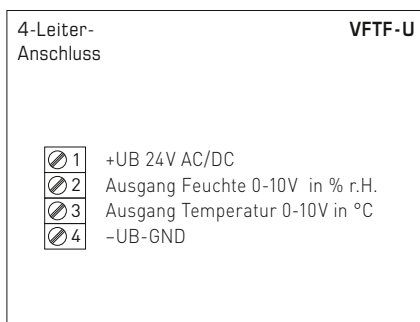 4-Leiter- VFTF-U
Anschluss
1 +UB 24V AC/DC
2 Ausgang Feuchte 0-10V in % r.H.
3 Ausgang Temperatur 0-10V in °C
4 –UB-GND